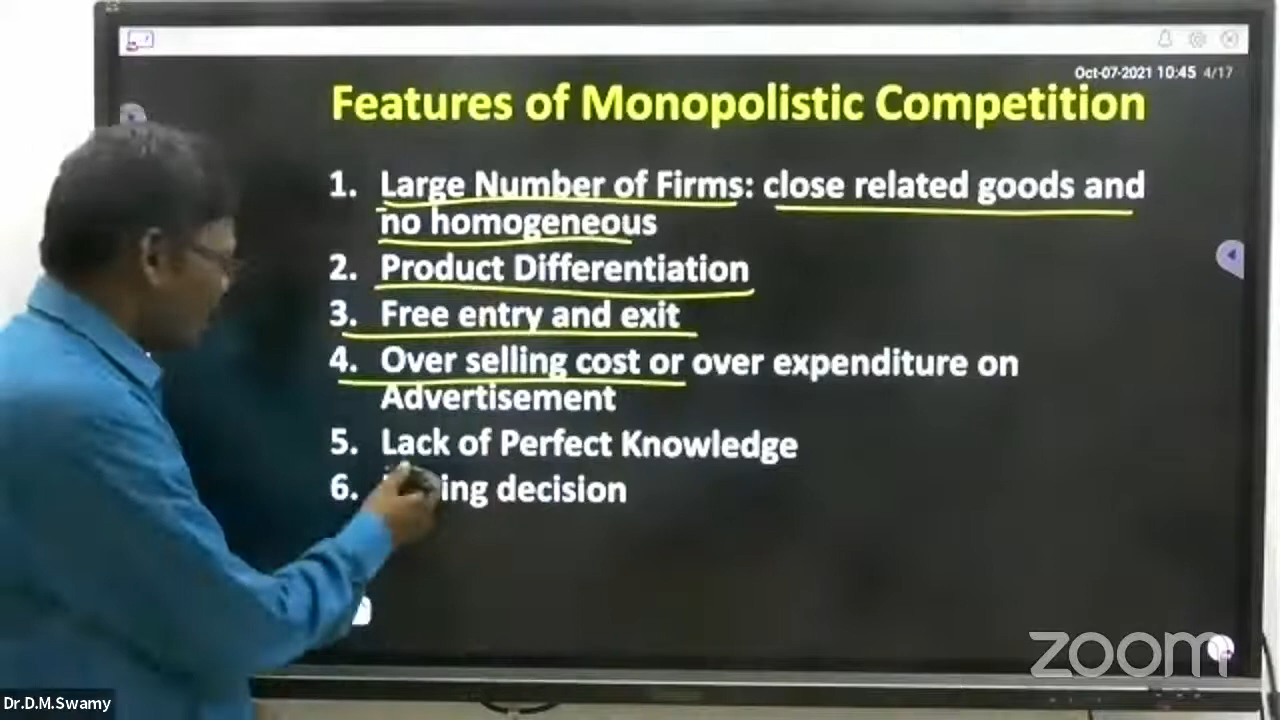 Oct-07-2021 10:45 4/17
Features of Monopolistic Competition
1. Large Number of Firms: close related goods and
no homogeneous
2. Product Differentiation
3. Free entry and exit
4. Over selling cost or over expenditure on
Advertisement
5. Lack of Perfect Knowledge
6. ing decision
zoom
Dr.D.M.Swamy